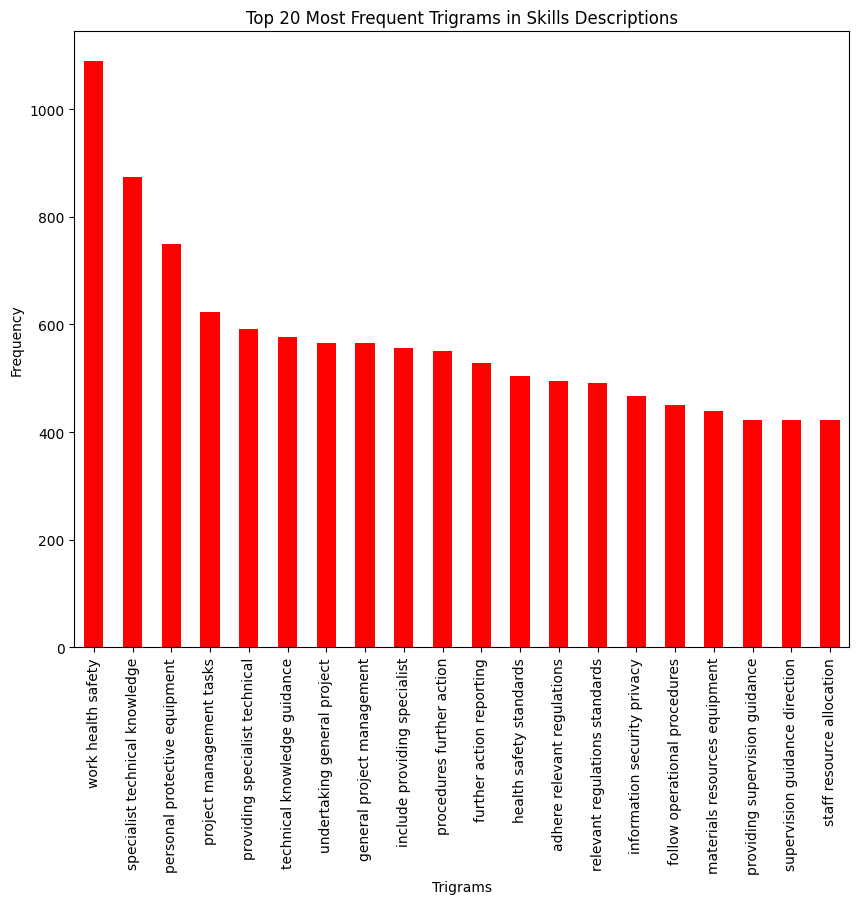 Top 20 Most Frequent Trigrams in Skills Descriptions
Frequency
1000
800
600
400
200
0
work health safety
specialist technical knowledge
personal protective equipment
project management tasks
providing specialist technical
technical knowledge guidance
undertaking general project
general project management
include providing specialist
procedures further action
further action reporting
health safety standards
adhere relevant regulations
relevant regulations standards
information security privacy
follow operational procedures
materials resources equipment
providing supervision guidance
supervision guidance direction
staff resource allocation
Trigrams